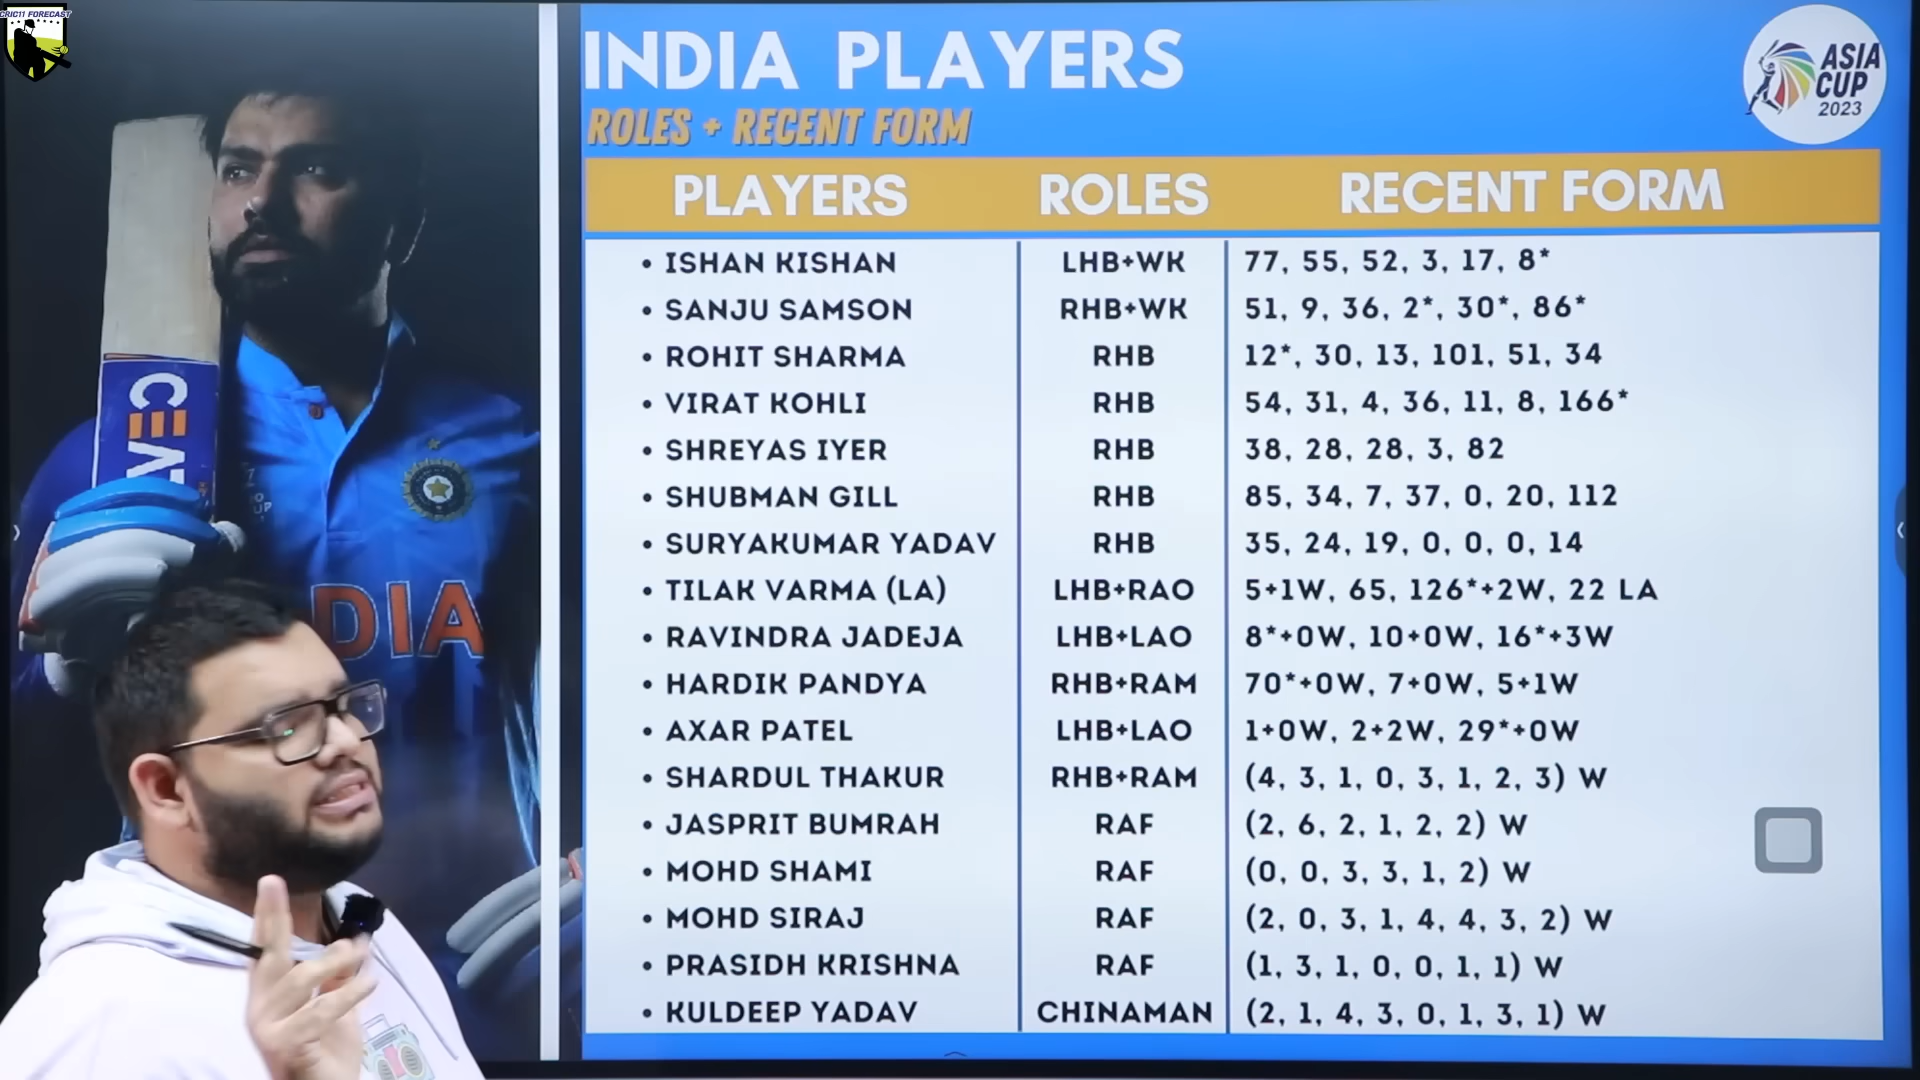 CRIC11 FORECAST
INDIA PLAYERS
ROLES + RECENT FORM
ASIA
CUP
2023
PLAYERS ROLES RECENT FORM
• ISHAN KISHAN LHB+WK 77, 55, 52, 3, 17, 8*
• SANJU SAMSON RHB+WK 51, 9, 36, 2*, 30*, 86*
• ROHIT SHARMA RHB 12*, 30, 13, 101, 51, 34
• VIRAT KOHLI RHB 54, 31, 4, 36, 11, 8, 166*
• SHREYAS IYER RHB 38, 28, 28, 3, 82
• SHUBMAN GILL RHB 85, 34, 7, 37, 0, 20, 112
• SURYAKUMAR YADAV RHB 35, 24, 19, 0, 0, 0, 14
• TILAK VARMA (LA) LHB+RAO 5+1W, 65, 126*+2W, 22 LA
• RAVINDRA JADEJA LHB+LAO 8*+0W, 10+0W, 16*+3W
• HARDIK PANDYA RHB+RAM 70*+0W, 7+0W, 5+1W
• AXAR PATEL LHB+LAO 1+0W, 2+2W, 29*+0W
• SHARDUL THAKUR RHB+RAM (4, 3, 1, 0, 3, 1, 2, 3) W
• JASPRIT BUMRAH RAF (2, 6, 2, 1, 2, 2) W
• MOHD SHAMI RAF (0, 0, 3, 3, 1, 2) W
• MOHD SIRAJ RAF (2, 0, 3, 1, 4, 4, 3, 2) W
• PRASIDH KRISHNA RAF (1, 3, 1, 0, 0, 1, 1) W
• KULDEEP YADAV CHINAMAN (2, 1, 4, 3, 0, 1, 3, 1) W
CEAT
DIA